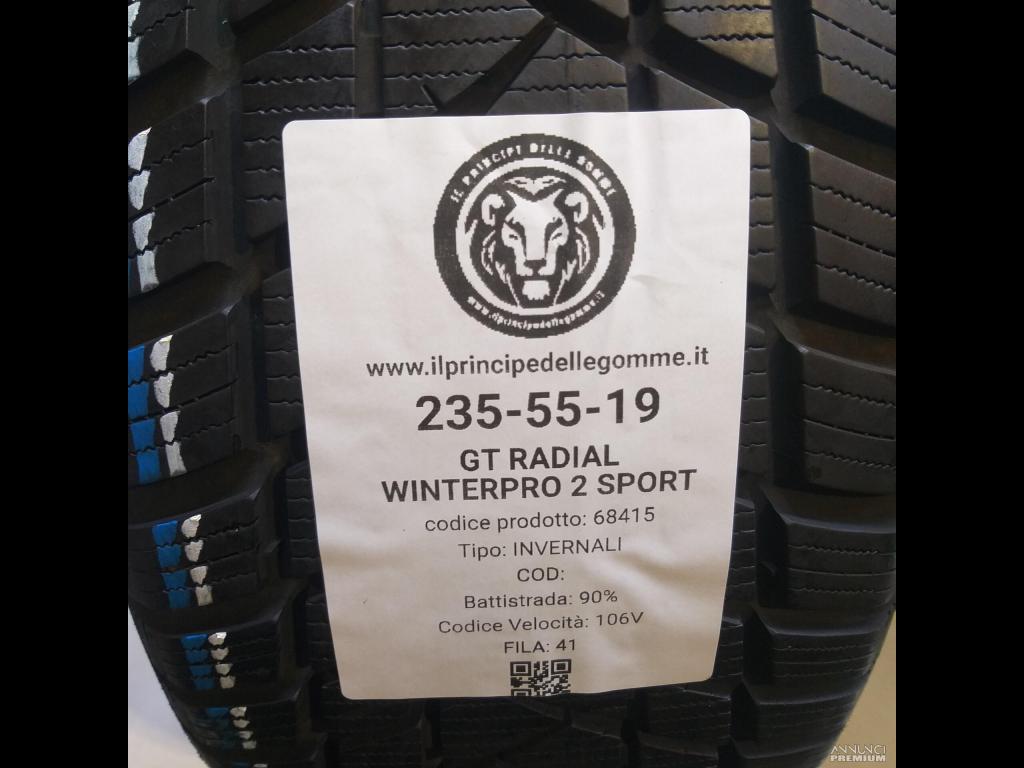 IL PRINCIPE DELLE GOMME
www.ilprincipedellegomme.it
www.ilprincipedellegomme.it
235-55-19
GT RADIAL
WINTERPRO 2 SPORT
codice prodotto: 68415
Tipo: INVERNALI
COD:
Battistrada: 90%
Codice Velocità: 106V
FILA: 41
ANNUNCI
PREMIUM